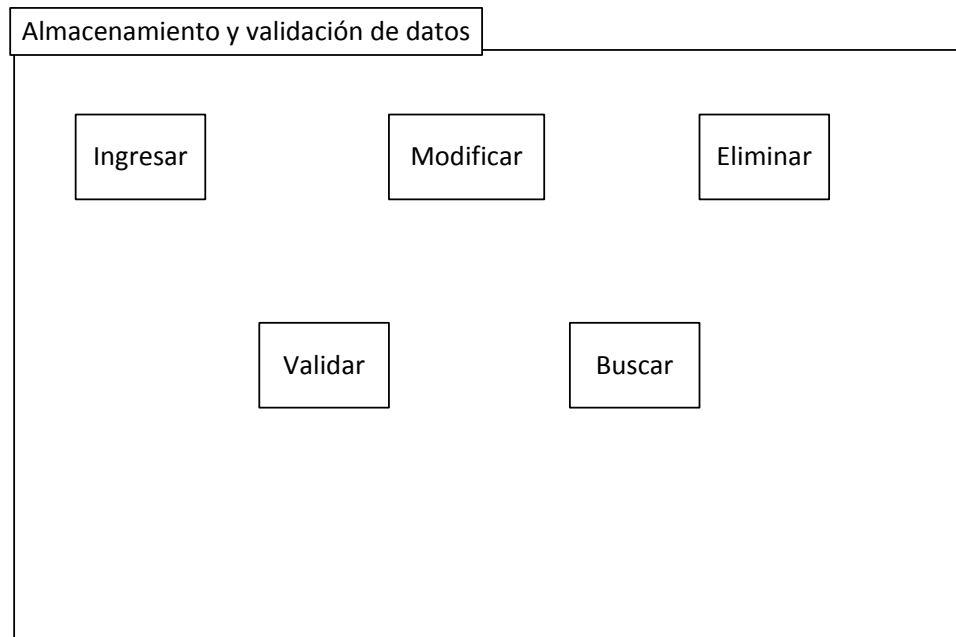 Almacenamiento y validación de datos
Ingresar
Modificar
Eliminar
Validar
Buscar